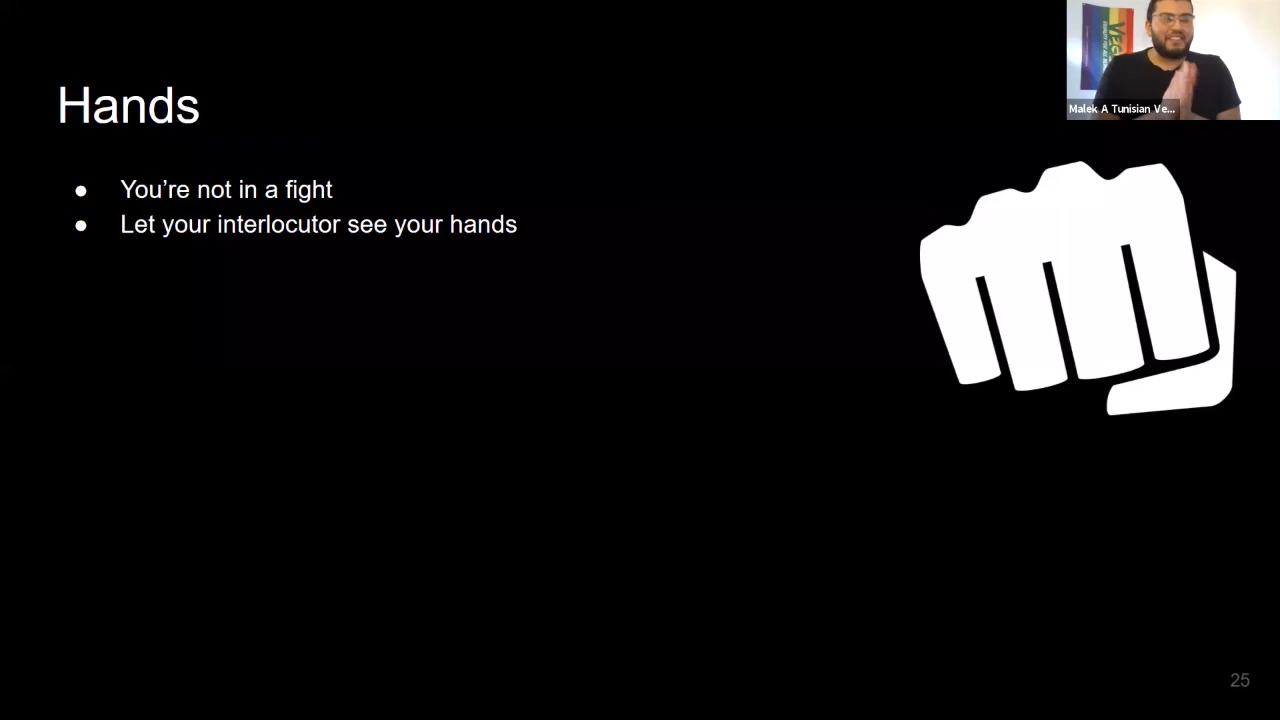 Malek A Tunisian Ve...
Hands
● You’re not in a fight
● Let your interlocutor see your hands
25